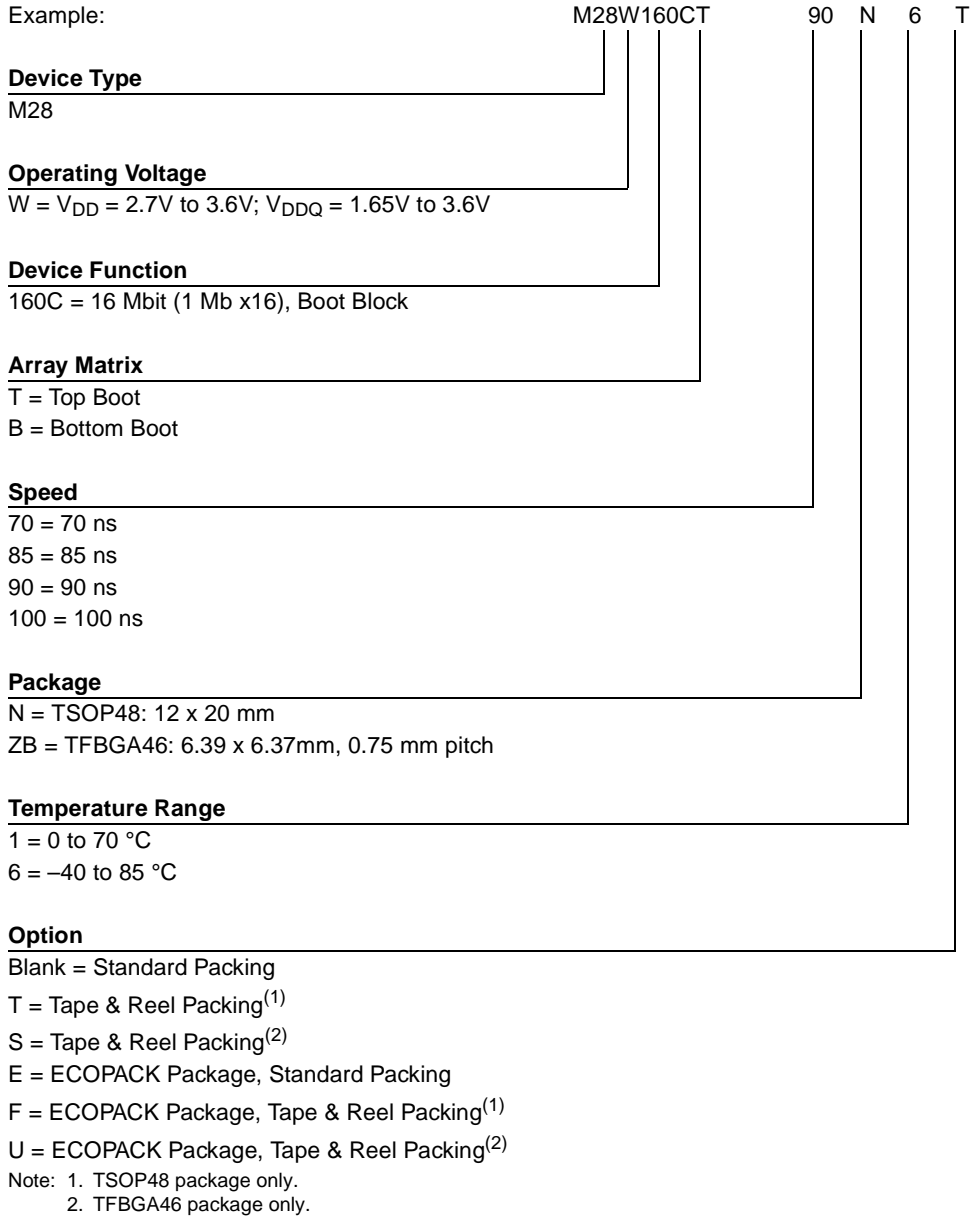 Example: M28W160CT 90 N 6 T
Device Type
M28
Operating Voltage
W = VDD = 2.7V to 3.6V; VDDQ = 1.65V to 3.6V
Device Function
160C = 16 Mbit (1 Mb x16), Boot Block
Array Matrix
T = Top Boot
B = Bottom Boot
Speed
70 = 70 ns
85 = 85 ns
90 = 90 ns
100 = 100 ns
Package
N = TSOP48: 12 x 20 mm
ZB = TFBGA46: 6.39 x 6.37mm, 0.75 mm pitch
Temperature Range
1 = 0 to 70 °C
6 = –40 to 85 °C
Option
Blank = Standard Packing
T = Tape & Reel Packing(1)
S = Tape & Reel Packing(2)
E = ECOPACK Package, Standard Packing
F = ECOPACK Package, Tape & Reel Packing(1)
U = ECOPACK Package, Tape & Reel Packing(2)
Note: 1. TSOP48 package only.
2. TFBGA46 package only.